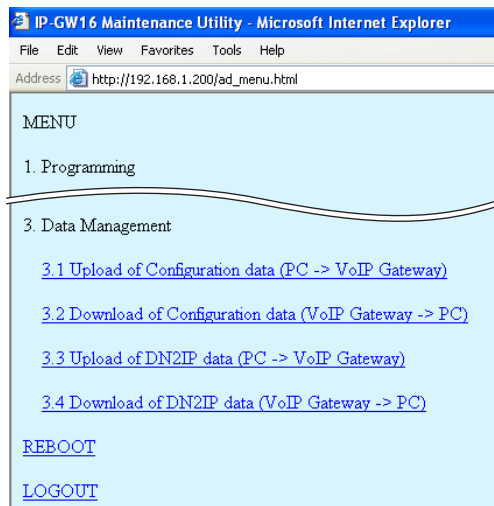 IP-GW16 Maintenance Utility - Microsoft Internet Explorer
File Edit View Favorites Tools Help
Address http://192.168.1.200/ad_menu.html
MENU
1. Programming
3. Data Management
3.1 Upload of Configuration data (PC -> VoIP Gateway)
3.2 Download of Configuration data (VoIP Gateway -> PC)
3.3 Upload of DN2IP data (PC -> VoIP Gateway)
3.4 Download of DN2IP data (VoIP Gateway -> PC)
REBOOT
LOGOUT